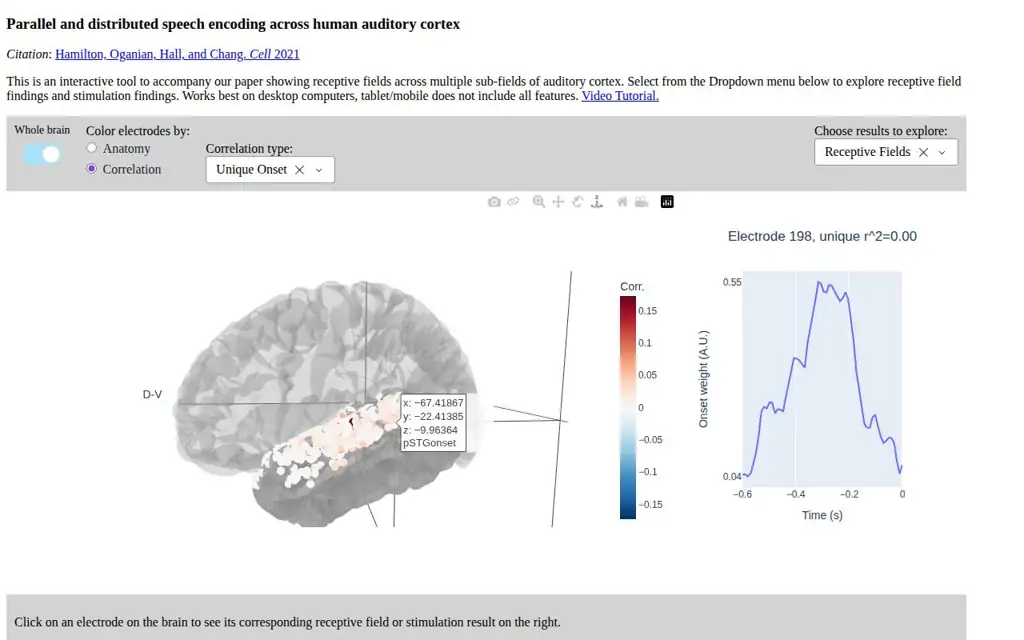 Parallel and distributed speech encoding across human auditory cortex
Citation: Hamilton, Oganian, Hall, and Chang. Cell 2021
This is an interactive tool to accompany our paper showing receptive fields across multiple sub-fields of auditory cortex. Select from the Dropdown menu below to explore receptive field
findings and stimulation findings. Works best on desktop computers, tablet/mobile does not include all features. Video Tutorial.
Whole brain
Color electrodes by:
Anatomy
Correlation
Correlation type:
Unique Onset
Choose results to explore:
Receptive Fields
Electrode 198, unique r^2=0.00
D-V
x: −67.41867
y: −22.41385
z: −9.96364
pSTGonset
Corr.
0.15
0.1
0.05
0
−0.05
−0.1
−0.15
Onset weight (A.U.)
0.55
0.04
−0.6
−0.4
−0.2
0
Time (s)
Click on an electrode on the brain to see its corresponding receptive field or stimulation result on the right.